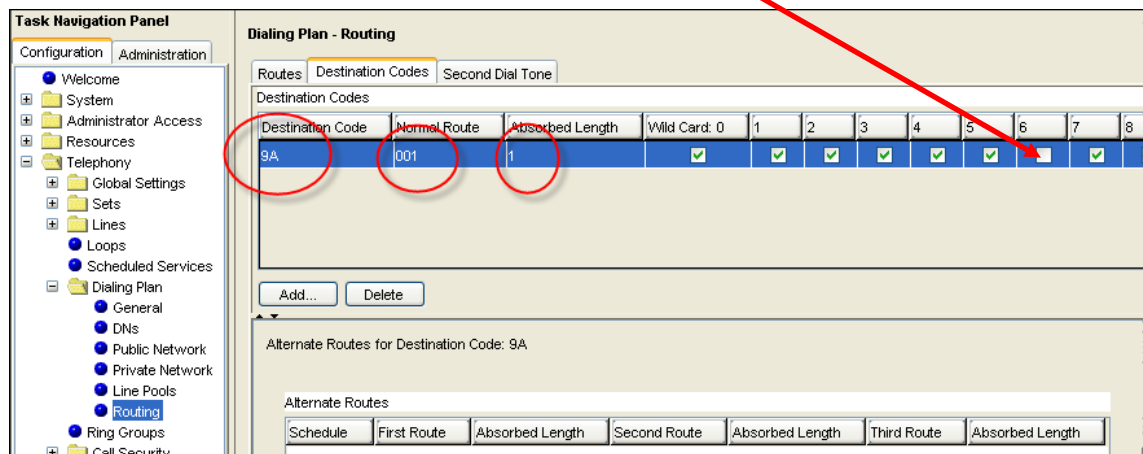 Task Navigation Panel
Configuration Administration
Welcome
System
Administrator Access
Resources
Telephony
Global Settings
Sets
Lines
Loops
Scheduled Services
Dialing Plan
General
DNs
Public Network
Private Network
Line Pools
Routing
Ring Groups
Call Security
Dialing Plan - Routing
Routes Destination Codes Second Dial Tone
Destination Codes
Destination Code Normal Route Absorbed Length Wild Card: 0 1 2 3 4 5 6 7 8
9A 001 1
Add... Delete
Alternate Routes for Destination Code: 9A
Alternate Routes
Schedule First Route Absorbed Length Second Route Absorbed Length Third Route Absorbed Length